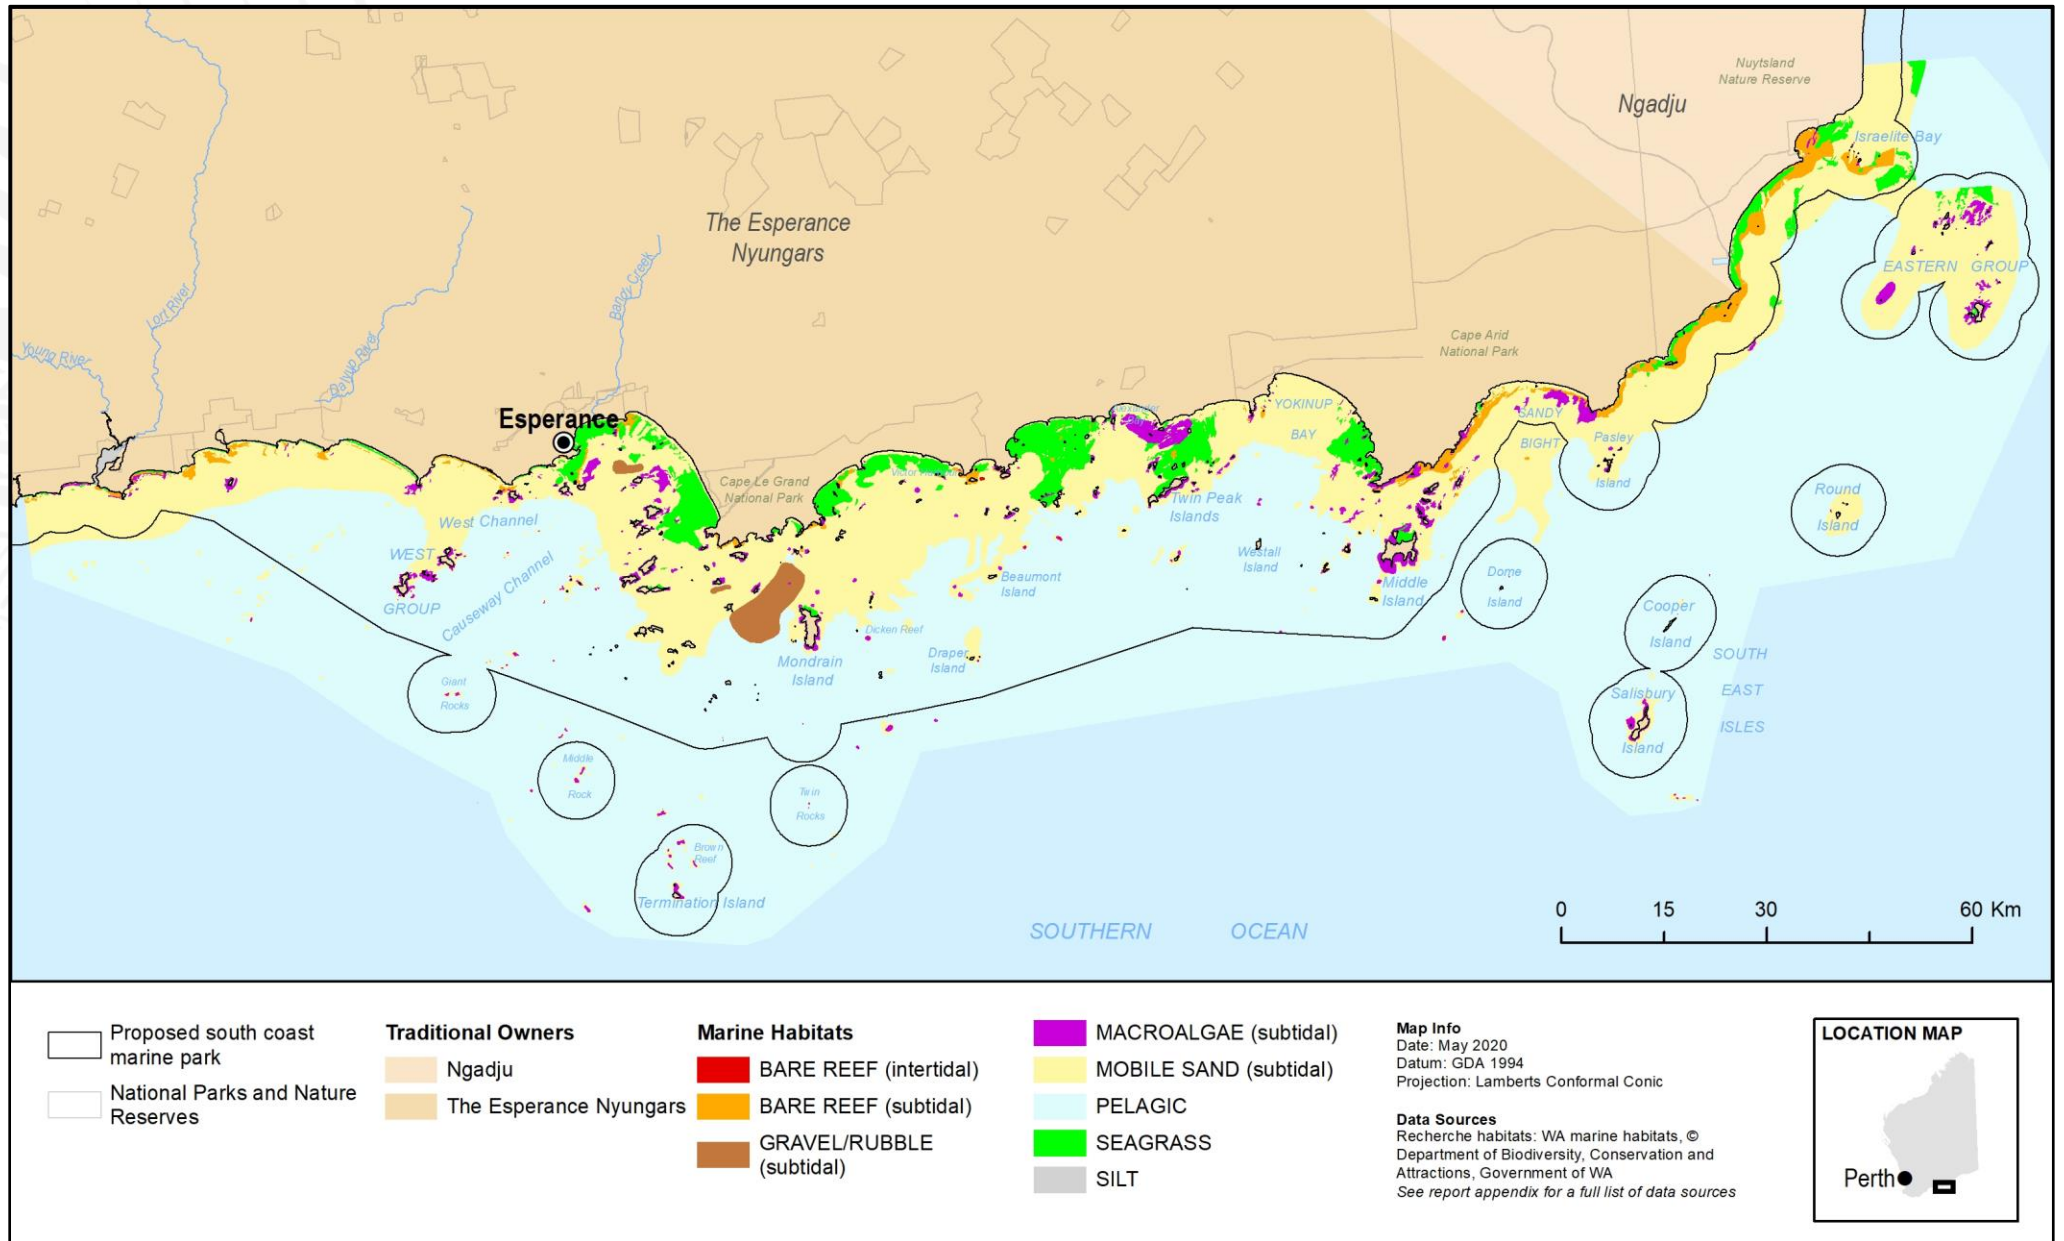 Nuytsland
Nature Reserve
Ngadju
Israelite Bay
The Esperance
Nyungars
EASTERN GROUP
Lort River
Bandy Creek
Young River
Dalyup River
Cape Arid
National Park
Esperance
YOKINUP
BAY
SANDY
BIGHT
Pasley
Island
Cape Le Grand
National Park
Round
Island
West Channel
Twin Peak
Islands
WEST
GROUP
Causeway Channel
Westall
Island
Beaumont
Island
Middle
Island
Dome
Island
Cooper
Island
Dicken Reef
Draper
Island
Mondrain
Island
SOUTH
EAST
ISLES
Giant
Rocks
Salisbury
Island
Middle
Rock
Twin
Rocks
Brown
Reef
Termination Island
SOUTHERN OCEAN
0 15 30 60 Km
Proposed south coast
marine park
National Parks and Nature
Reserves
Traditional Owners
Ngadju
The Esperance Nyungars
Marine Habitats
BARE REEF (intertidal)
BARE REEF (subtidal)
GRAVEL/RUBBLE
(subtidal)
MACROALGAE (subtidal)
MOBILE SAND (subtidal)
PELAGIC
SEAGRASS
SILT
Map Info
Date: May 2020
Datum: GDA 1994
Projection: Lamberts Conformal Conic
Data Sources
Recherche habitats: WA marine habitats, ©
Department of Biodiversity, Conservation and
Attractions, Government of WA
See report appendix for a full list of data sources
LOCATION MAP
Perth